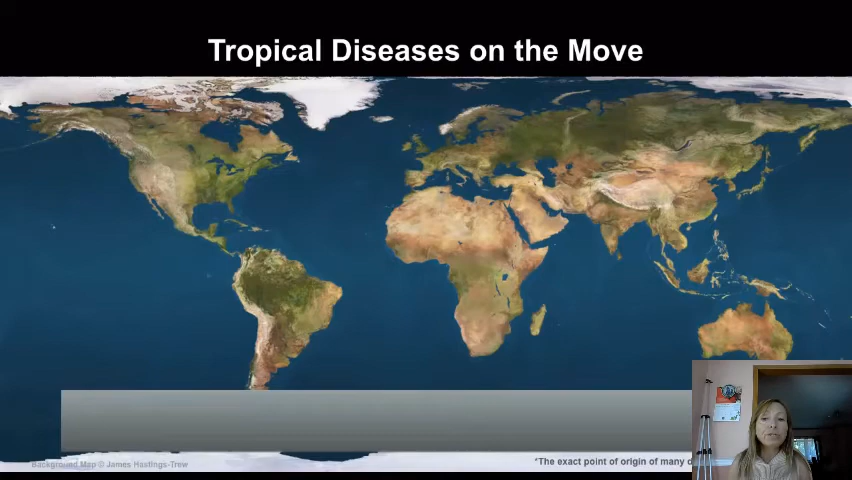 Tropical Diseases on the Move
Background Map © James Hastings-Trew
*The exact point of origin of many